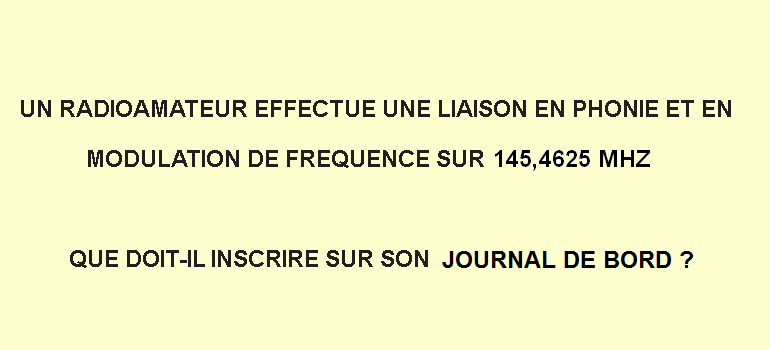 UN RADIOAMATEUR EFFECTUE UNE LIAISON EN PHONIE ET EN
MODULATION DE FREQUENCE SUR 145,4625 MHZ
QUE DOIT-IL INSCRIRE SUR SON JOURNAL DE BORD ?